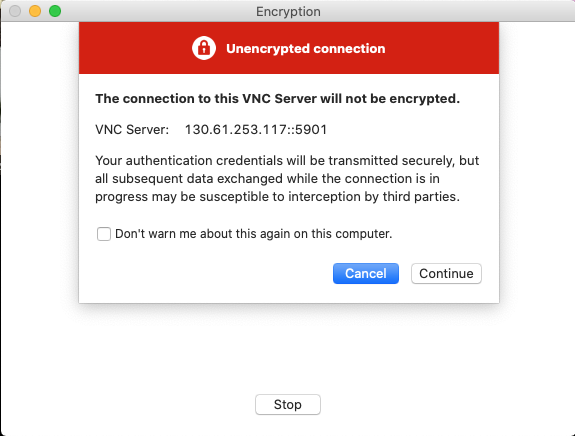 Encryption
Unencrypted connection
The connection to this VNC Server will not be encrypted.
VNC Server: 130.61.253.117::5901
Your authentication credentials will be transmitted securely, but
all subsequent data exchanged while the connection is in
progress may be susceptible to interception by third parties.
Don't warn me about this again on this computer.
Cancel Continue
Stop